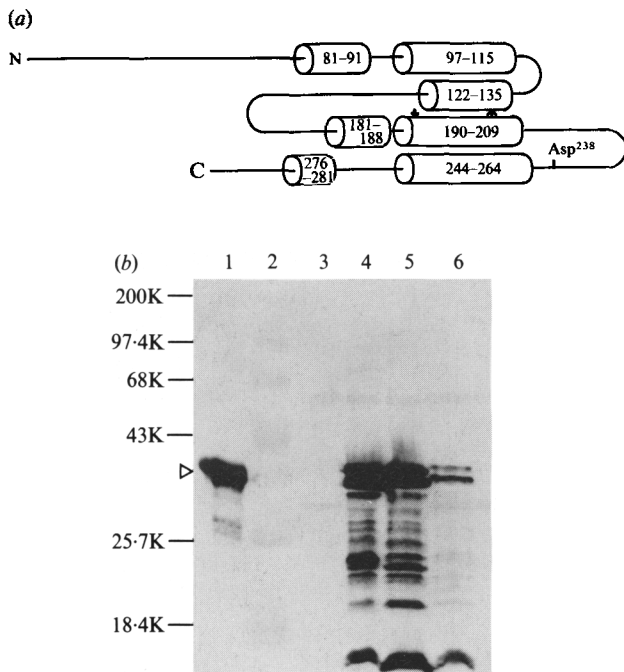 (a)
N 81–91 97–115
122–135
181–
188 190–209
Asp²³⁸
C 276
–281 244–264
(b) 1 2 3 4 5 6
200K
97·4K
68K
43K
25·7K
18·4K